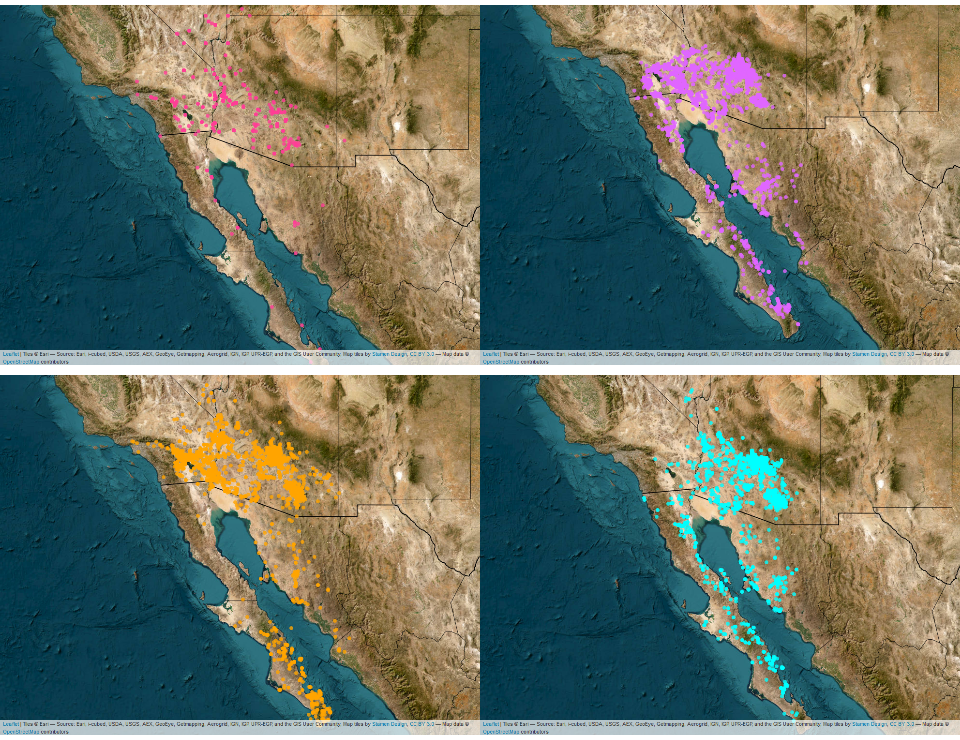 Leaflet | Tiles © Esri — Source: Esri, i-cubed, USDA, USGS, AEX, GeoEye, Getmapping, Aerogrid, IGN, IGP, UPR-EGP, and the GIS User Community, Map tiles by Stamen Design, CC BY 3.0 — Map data ©
OpenStreetMap contributors
Leaflet | Tiles © Esri — Source: Esri, i-cubed, USDA, USGS, AEX, GeoEye, Getmapping, Aerogrid, IGN, IGP, UPR-EGP, and the GIS User Community, Map tiles by Stamen Design, CC BY 3.0 — Map data ©
OpenStreetMap contributors
Leaflet | Tiles © Esri — Source: Esri, i-cubed, USDA, USGS, AEX, GeoEye, Getmapping, Aerogrid, IGN, IGP, UPR-EGP, and the GIS User Community, Map tiles by Stamen Design, CC BY 3.0 — Map data ©
OpenStreetMap contributors
Leaflet | Tiles © Esri — Source: Esri, i-cubed, USDA, USGS, AEX, GeoEye, Getmapping, Aerogrid, IGN, IGP, UPR-EGP, and the GIS User Community, Map tiles by Stamen Design, CC BY 3.0 — Map data ©
OpenStreetMap contributors